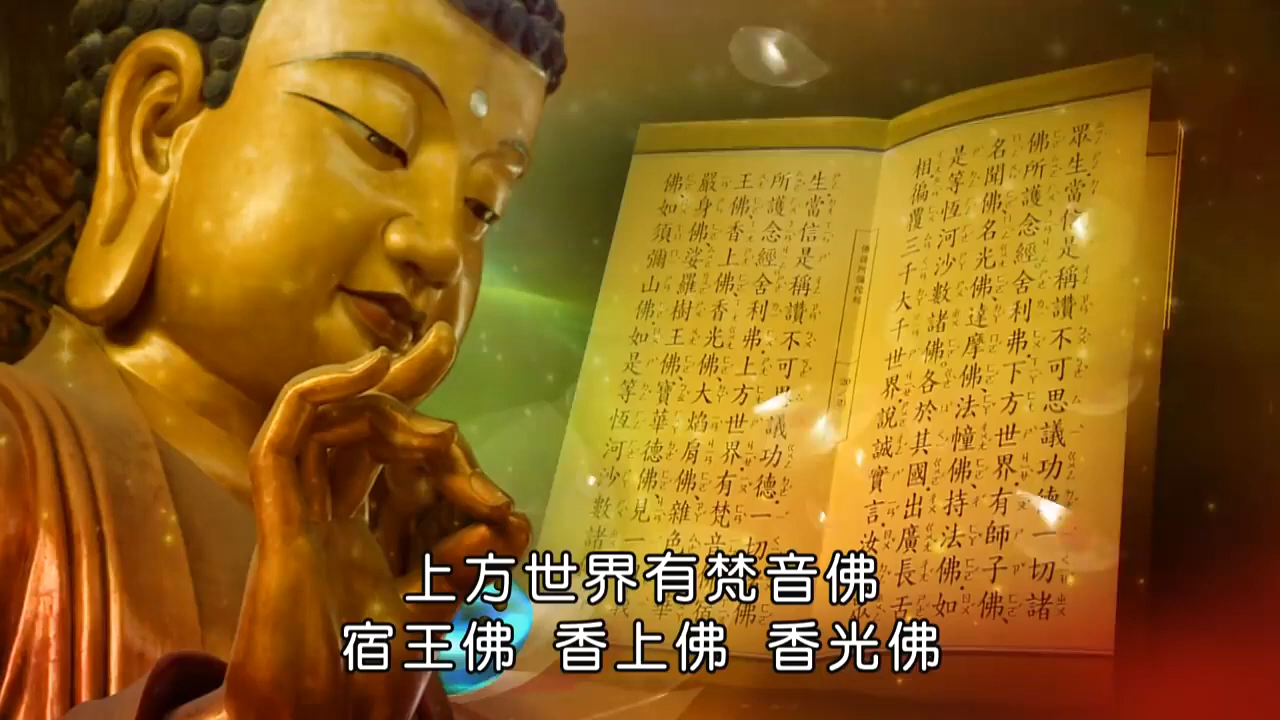 眾生當信是稱讚不可思議功德一切諸
佛所護念經舍利弗、下方世界、有師子佛、
名聞佛、名光佛、達摩佛、法幢佛、持法佛、如
是等恆河沙數諸佛、各於其國、出廣長舌
相、徧覆三千大千世界、說誠實言、汝
生當信是稱讚不可思議功德、一切佛
所護念經舍利弗、上方世界、有梵音
王佛、香上佛、香光佛、大焰肩佛、雜色
嚴身佛、娑羅樹王佛、寶華德佛、見一
佛、如須彌山佛、如是等恆河沙數諸
上方世界有梵音佛
宿王佛 香上佛 香光佛